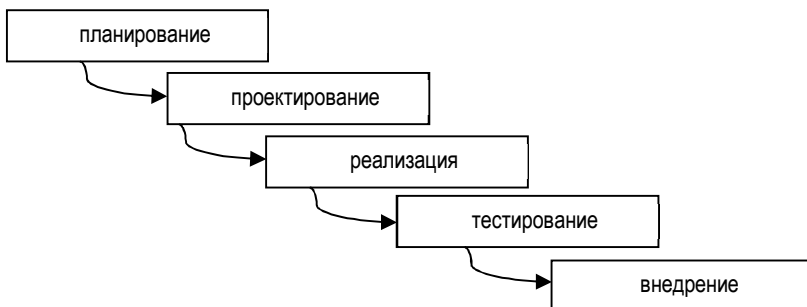 планирование
проектирование
реализация
тестирование
внедрение